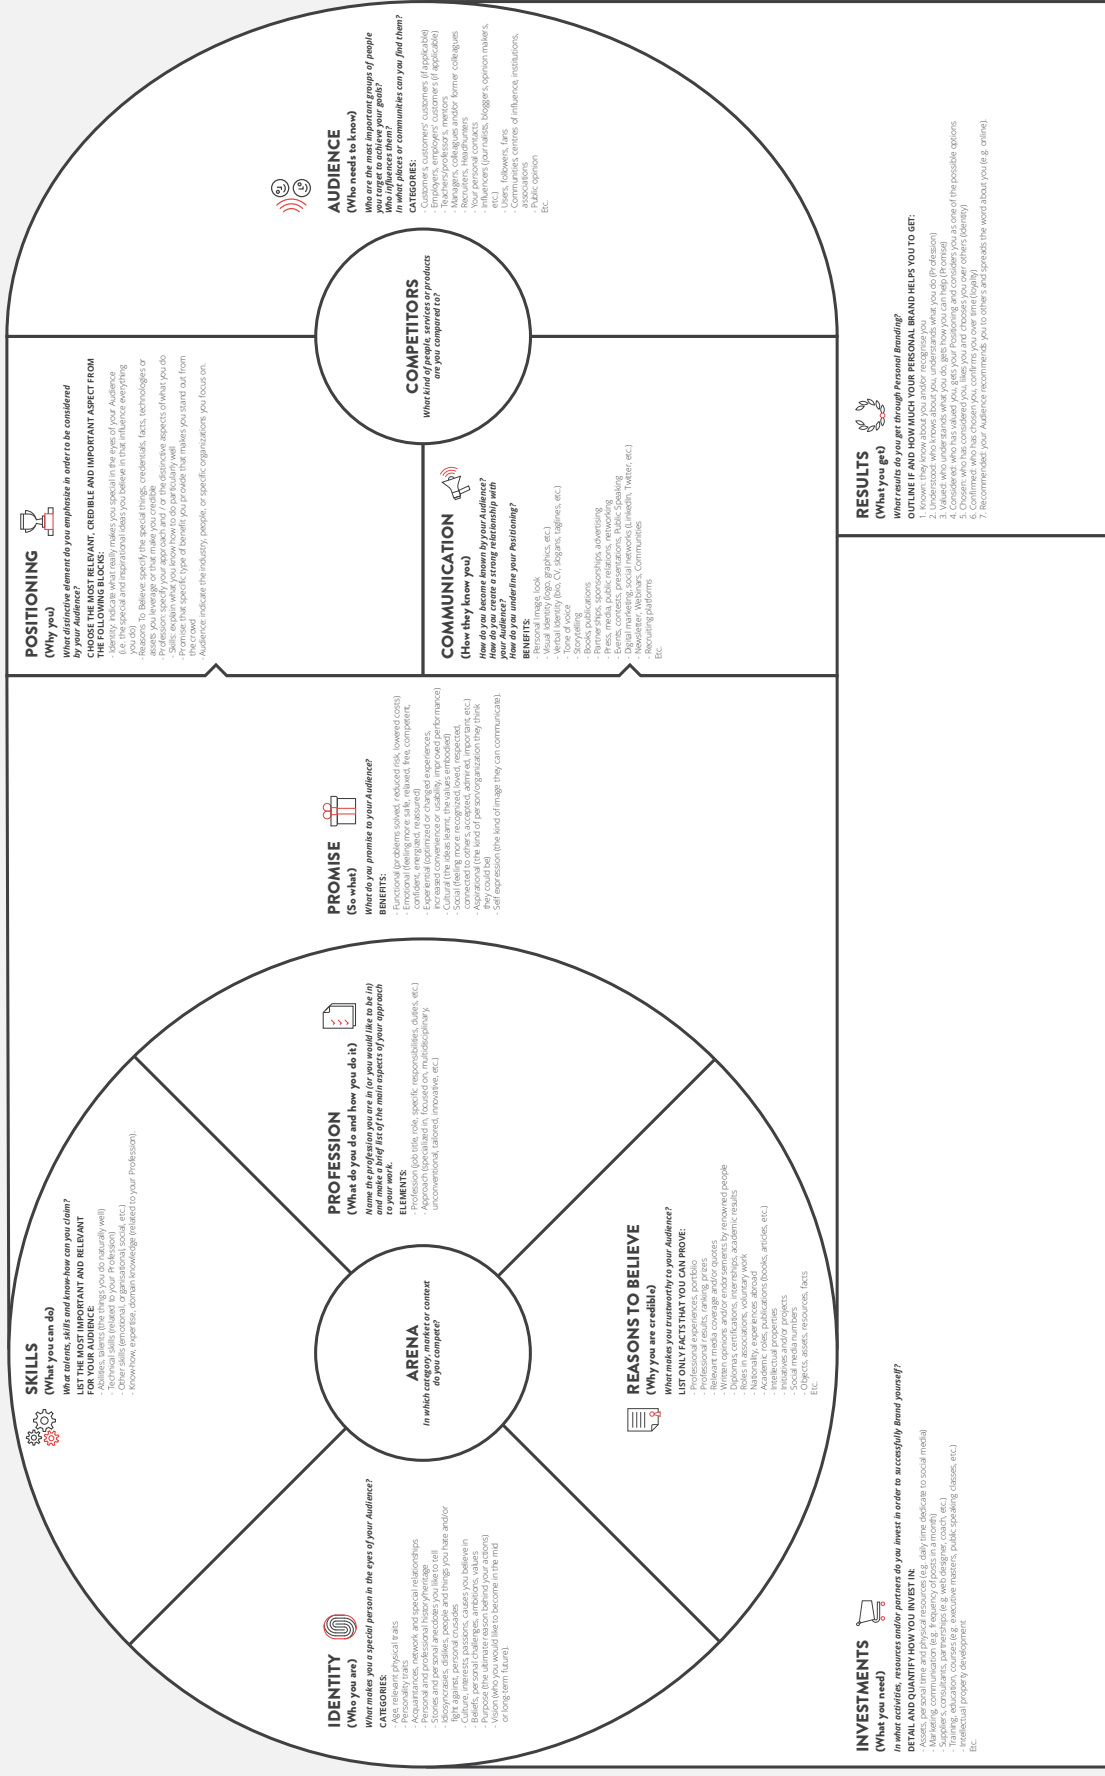 IDENTITY
(Who you are)
What makes you a special person in the eyes of your Audience?
CATEGORIES:
- Age, relevant physical traits
- Personality traits
- Acquaintances, network and special relationships
- Personal and professional history/heritage
- Stories and personal anecdotes you like to tell
- Idiosyncrasies, dislikes, people and things you hate and/or
fight against, personal crusades
- Culture, interests, passions, causes you believe in
- Beliefs, personal challenges, ambitions, values
- Purpose (the ultimate reason behind your actions)
- Vision (who you would like to become in the mid
or long-term future).
SKILLS
(What you can do)
What talents, skills and know-how can you claim?
LIST THE MOST IMPORTANT AND RELEVANT
FOR YOUR AUDIENCE:
- Abilities, talents (the things you do naturally well)
- Technical skills (related to your Profession)
- Other skills (emotional, organisational, social, etc.)
- Know-how, expertise, domain knowledge (related to your Profession).
ARENA
In which category, market or context
do you compete?
REASONS TO BELIEVE
(Why you are credible)
What makes you trustworthy to your Audience?
LIST ONLY FACTS THAT YOU CAN PROVE:
- Professional experiences, portfolio
- Professional results, ranking, prizes
- Relevant media coverage and/or quotes
- Written opinions and/or endorsements by renowned people
- Diplomas, certifications, internships, academic results
- Roles in associations, voluntary work
- Nationality, experiences abroad
- Academic roles, publications (books, articles, etc.)
- Intellectual properties
- Initiatives and/or projects
- Social media numbers
- Objects, assets, resources, facts
Etc.
PROFESSION
(What do you do and how you do it)
Name the profession you are in (or you would like to be in)
and make a brief list of the main aspects of your approach
to your work.
ELEMENTS:
- Profession (job title, role, specific responsibilities, duties, etc.)
- Approach (specialized in, focused on, multidisciplinary,
unconventional, tailored, innovative, etc.)
PROMISE
(So what)
What do you promise to your Audience?
BENEFITS:
- Functional (problems solved, reduced risk, lowered costs)
- Emotional (feeling more: safe, relaxed, free, competent,
confident, energized, reassured)
- Experiential (optimized or changed experiences,
increased convenience or usability, improved performance)
- Cultural (the ideas learnt, the values embodied)
- Social (feeling more: recognized, loved, respected,
connected to others, accepted, admired, important, etc.)
- Aspirational (the kind of person/organization they think
they could be)
- Self expression (the kind of image they can communicate).
POSITIONING
(Why you)
What distinctive element do you emphasize in order to be considered
by your Audience?
CHOOSE THE MOST RELEVANT, CREDIBLE AND IMPORTANT ASPECT FROM
THE FOLLOWING BLOCKS:
- Identity: indicate what really makes you special in the eyes of your Audience
(i.e. the special and inspirational ideas you believe in that influence everything
you do)
- Reasons To Believe: specify the special things, credentials, facts, technologies or
assets you leverage or that make you credible
- Profession: specify your approach and / or the distinctive aspects of what you do
- Skills: explain what you know how to do particularly well
- Promise: that specific type of benefit you provide that makes you stand out from
the crowd
- Audience: indicate the industry, people, or specific organizations you focus on.
COMMUNICATION
(How they know you)
How do you become known by your Audience?
How do you create a strong relationship with
your Audience?
How do you underline your Positioning?
BENEFITS:
- Personal Image, look
- Visual identity (logo, graphics, etc.)
- Verbal Identity (bio, CV, slogans, taglines, etc.)
- Tone of voice
- Storytelling
- Books, publications
- Partnerships, sponsorships, advertising
- Press, media, public relations, networking
- Events, contests, presentations, Public Speaking
- Digital marketing, social networks (LinkedIn, Twitter, etc.)
- Newsletter, Webinars, Communities
- Recruiting platforms
Etc.
COMPETITORS
What kind of people, services or products
are you compared to?
AUDIENCE
(Who needs to know)
Who are the most important groups of people
you target to achieve your goals?
Who influences them?
In what places or communities can you find them?
CATEGORIES:
- Customers, customers' customers (if applicable)
- Employers, employers' customers (if applicable)
- Teachers/professors, mentors
- Managers, colleagues and/or former colleagues
- Recruiters, Headhunters
- Your personal contacts
- Influencers (journalists, bloggers, opinion makers,
etc.)
- Users, followers, fans
- Communities, centres of influence, institutions,
associations
- Public opinion
Etc.
INVESTMENTS
(What you need)
In what activities, resources and/or partners do you invest in order to successfully Brand yourself?
DETAIL AND QUANTIFY HOW YOU INVEST IN:
- Assets, personal time and physical resources (e.g. daily time dedicate to social media)
- Marketing, communication (e.g. frequency of posts in a month)
- Suppliers, consultants, partnerships (e.g. web designer, coach, etc.)
- Training, education, courses (e.g. executive masters, public speaking classes, etc.)
- Intellectual property development
Etc.
RESULTS
(What you get)
What results do you get through Personal Branding?
OUTLINE IF AND HOW MUCH YOUR PERSONAL BRAND HELPS YOU TO GET:
1. Known: they know about you and/or recognise you
2. Understood: who knows about you, understands what you do (Profession)
3. Valued: who understands what you do, gets how you can help (Promise)
4. Considered: who has valued you, gets your Positioning and considers you as one of the possible options
5. Chosen: who has considered you, likes you and chooses you over others (Identity)
6. Confirmed: who has chosen you, confirms you over time (loyalty)
7. Recommended: your Audience recommends you to others and spreads the word about you (e.g. online).